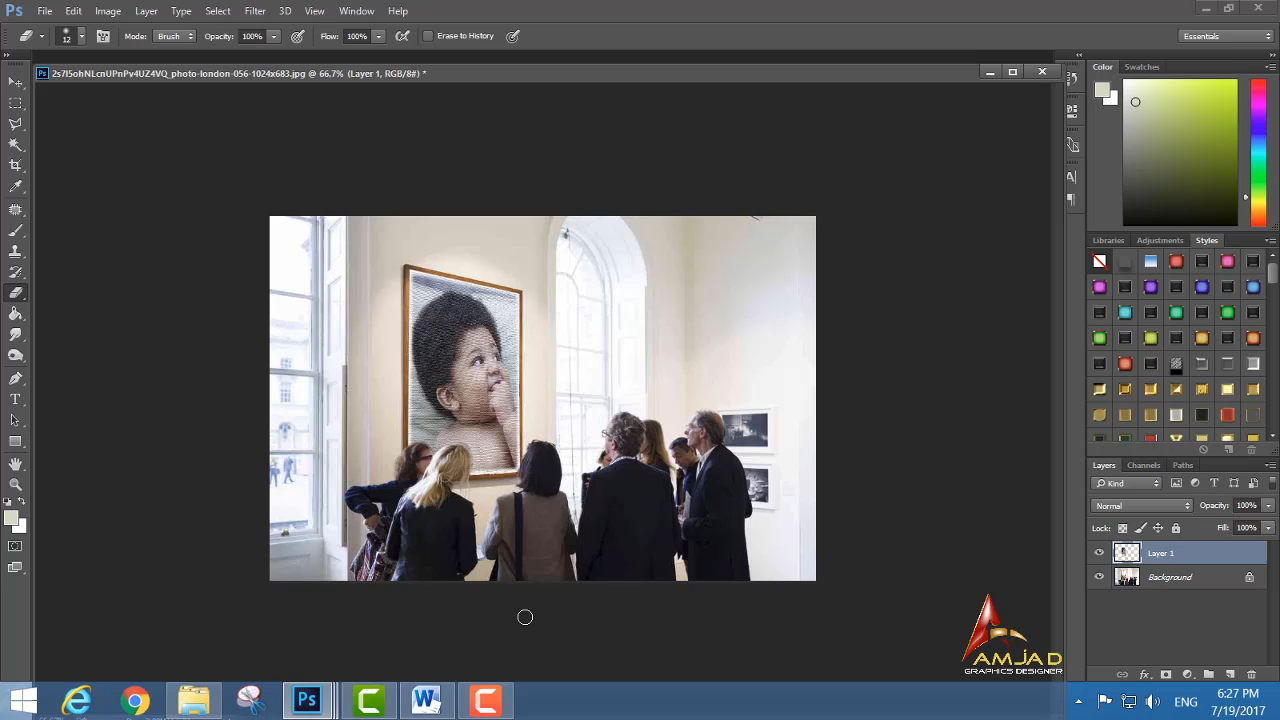 Ps File Edit Image Layer Type Select Filter 3D View Window Help
12 Mode: Brush Opacity: 100% Flow: 100% Erase to History Essentials
2s7I5ohNLcnUPnPv4UZ4VQ_photo-london-056-1024x683.jpg @ 66.7% (Layer 1, RGB/8#) *
Color Swatches
Libraries Adjustments Styles
Layers Channels Paths
Kind
Normal Opacity: 100%
Lock: Fill: 100%
Layer 1
Background
AMJAD
GRAPHICS DESIGNER
Ps
ENG
6:27 PM
7/19/2017